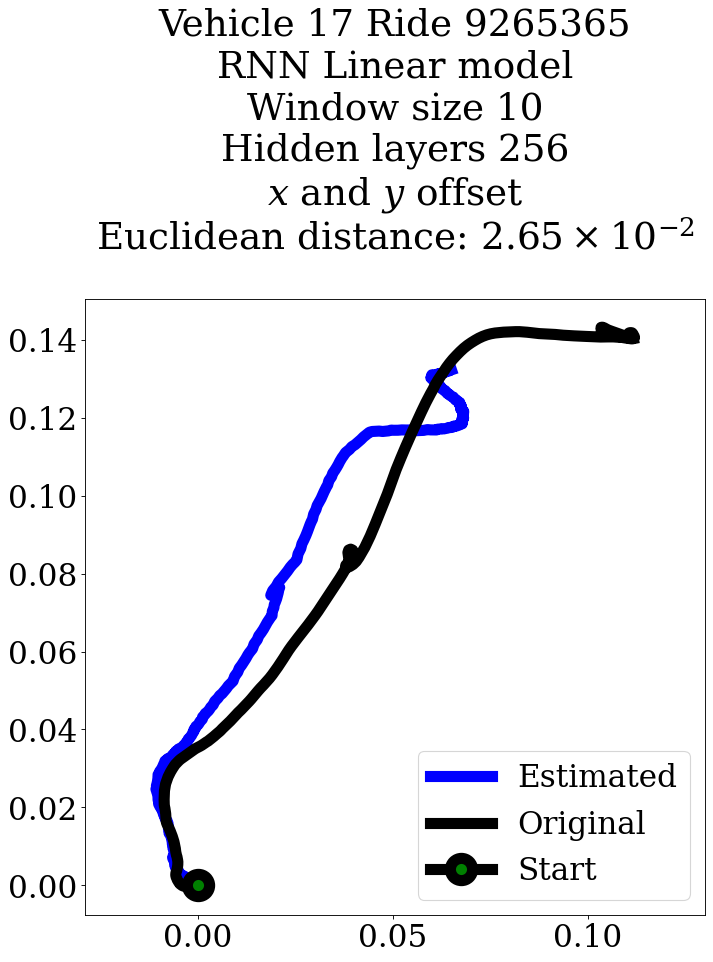 Vehicle 17 Ride 9265365
RNN Linear model
Window size 10
Hidden layers 256
x and y offset
Euclidean distance: 2.65 × 10⁻²
0.14
0.12
0.10
0.08
0.06
0.04
0.02
0.00
0.00 0.05 0.10
Estimated
Original
Start